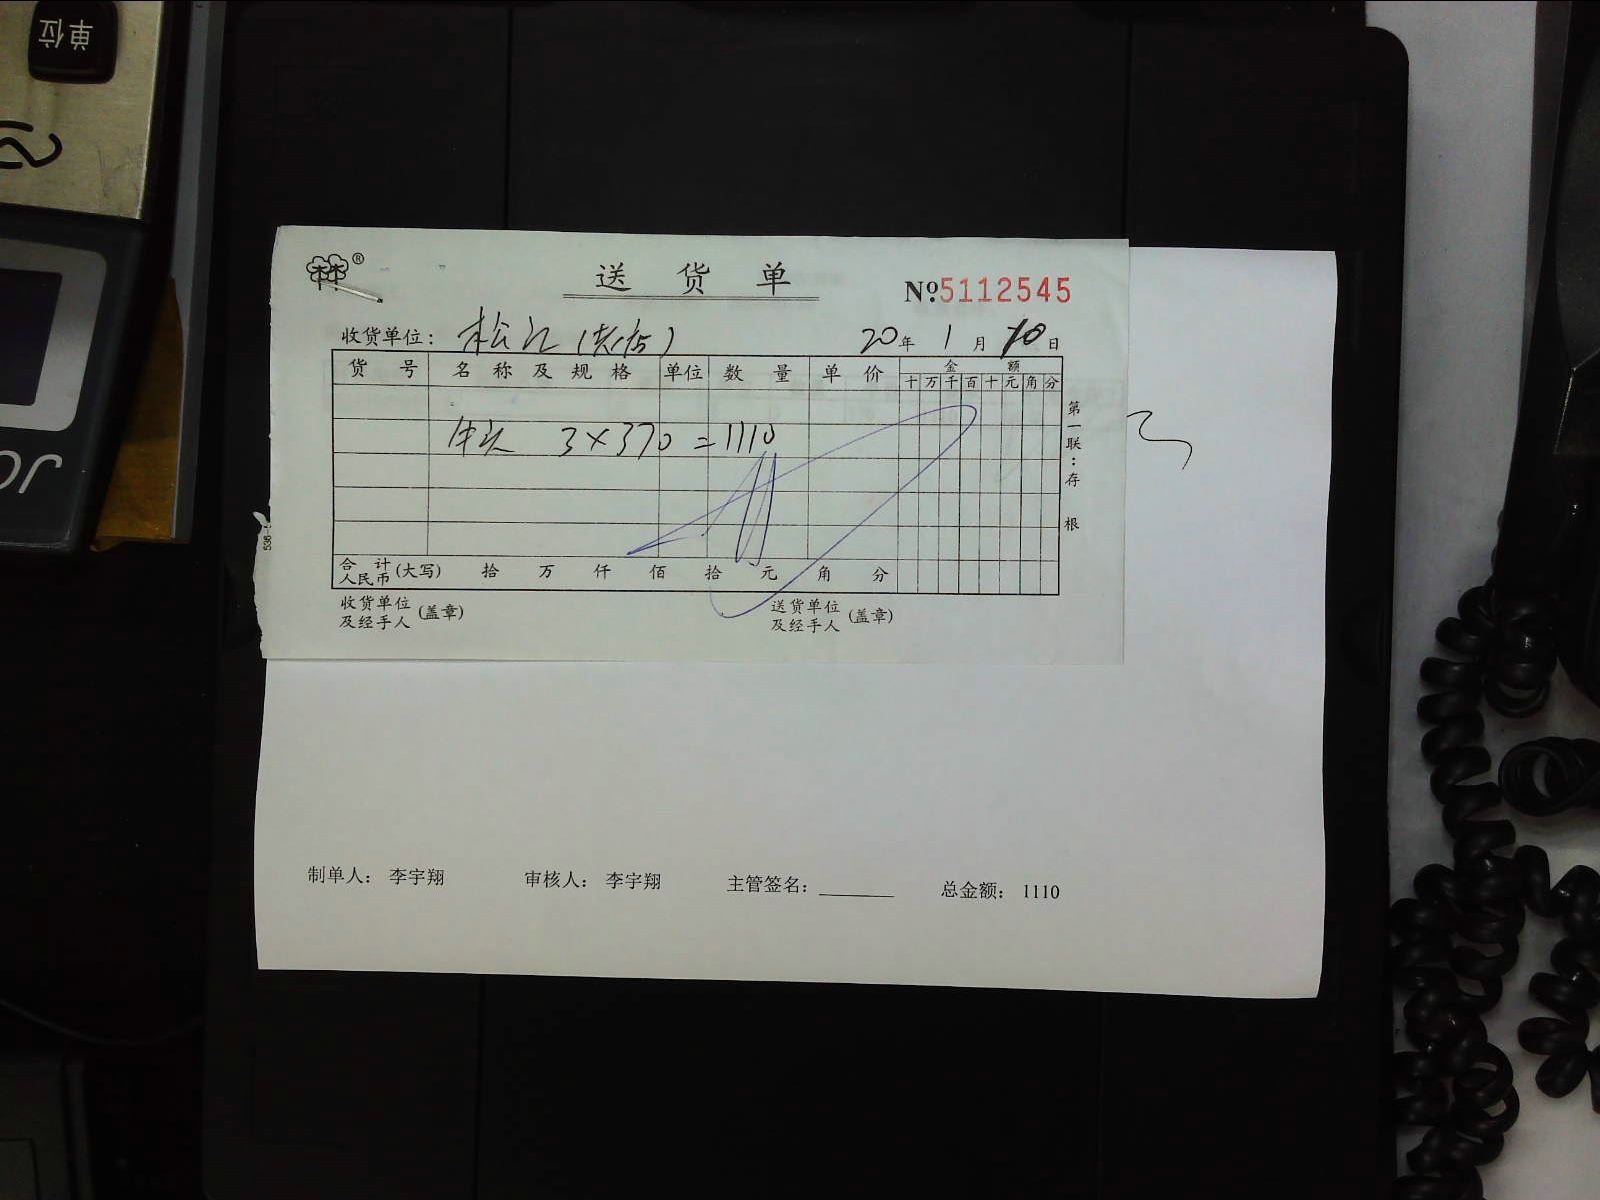 单位
送货单
®
№5112545
收货单位： 松江 20年 1月 10日
货号 名称及规格 单位 数量 单价 金额
十 万 千 百 十 元 角 分
3×370=1110
第一联：存根
合计人民币(大写) 拾 万 仟 佰 拾 元 角 分
收货单位及经手人(盖章) 送货单位及经手人(盖章)
制单人： 李宇翔 审核人： 李宇翔 主管签名：________ 总金额： 1110